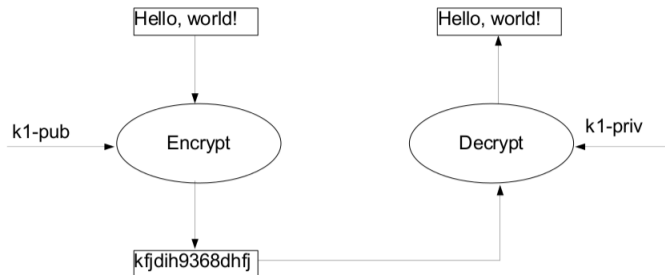 Hello, world!
Hello, world!
k1-pub
Encrypt
Decrypt
k1-priv
kfjdih9368dhfj